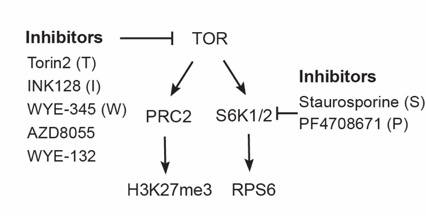 Inhibitors
TOR
Torin2 (T)
INK128 (I)
WYE-345 (W)
AZD8055
WYE-132
Inhibitors
Staurosporine (S)
PF4708671 (P)
PRC2
S6K1/2
H3K27me3
RPS6